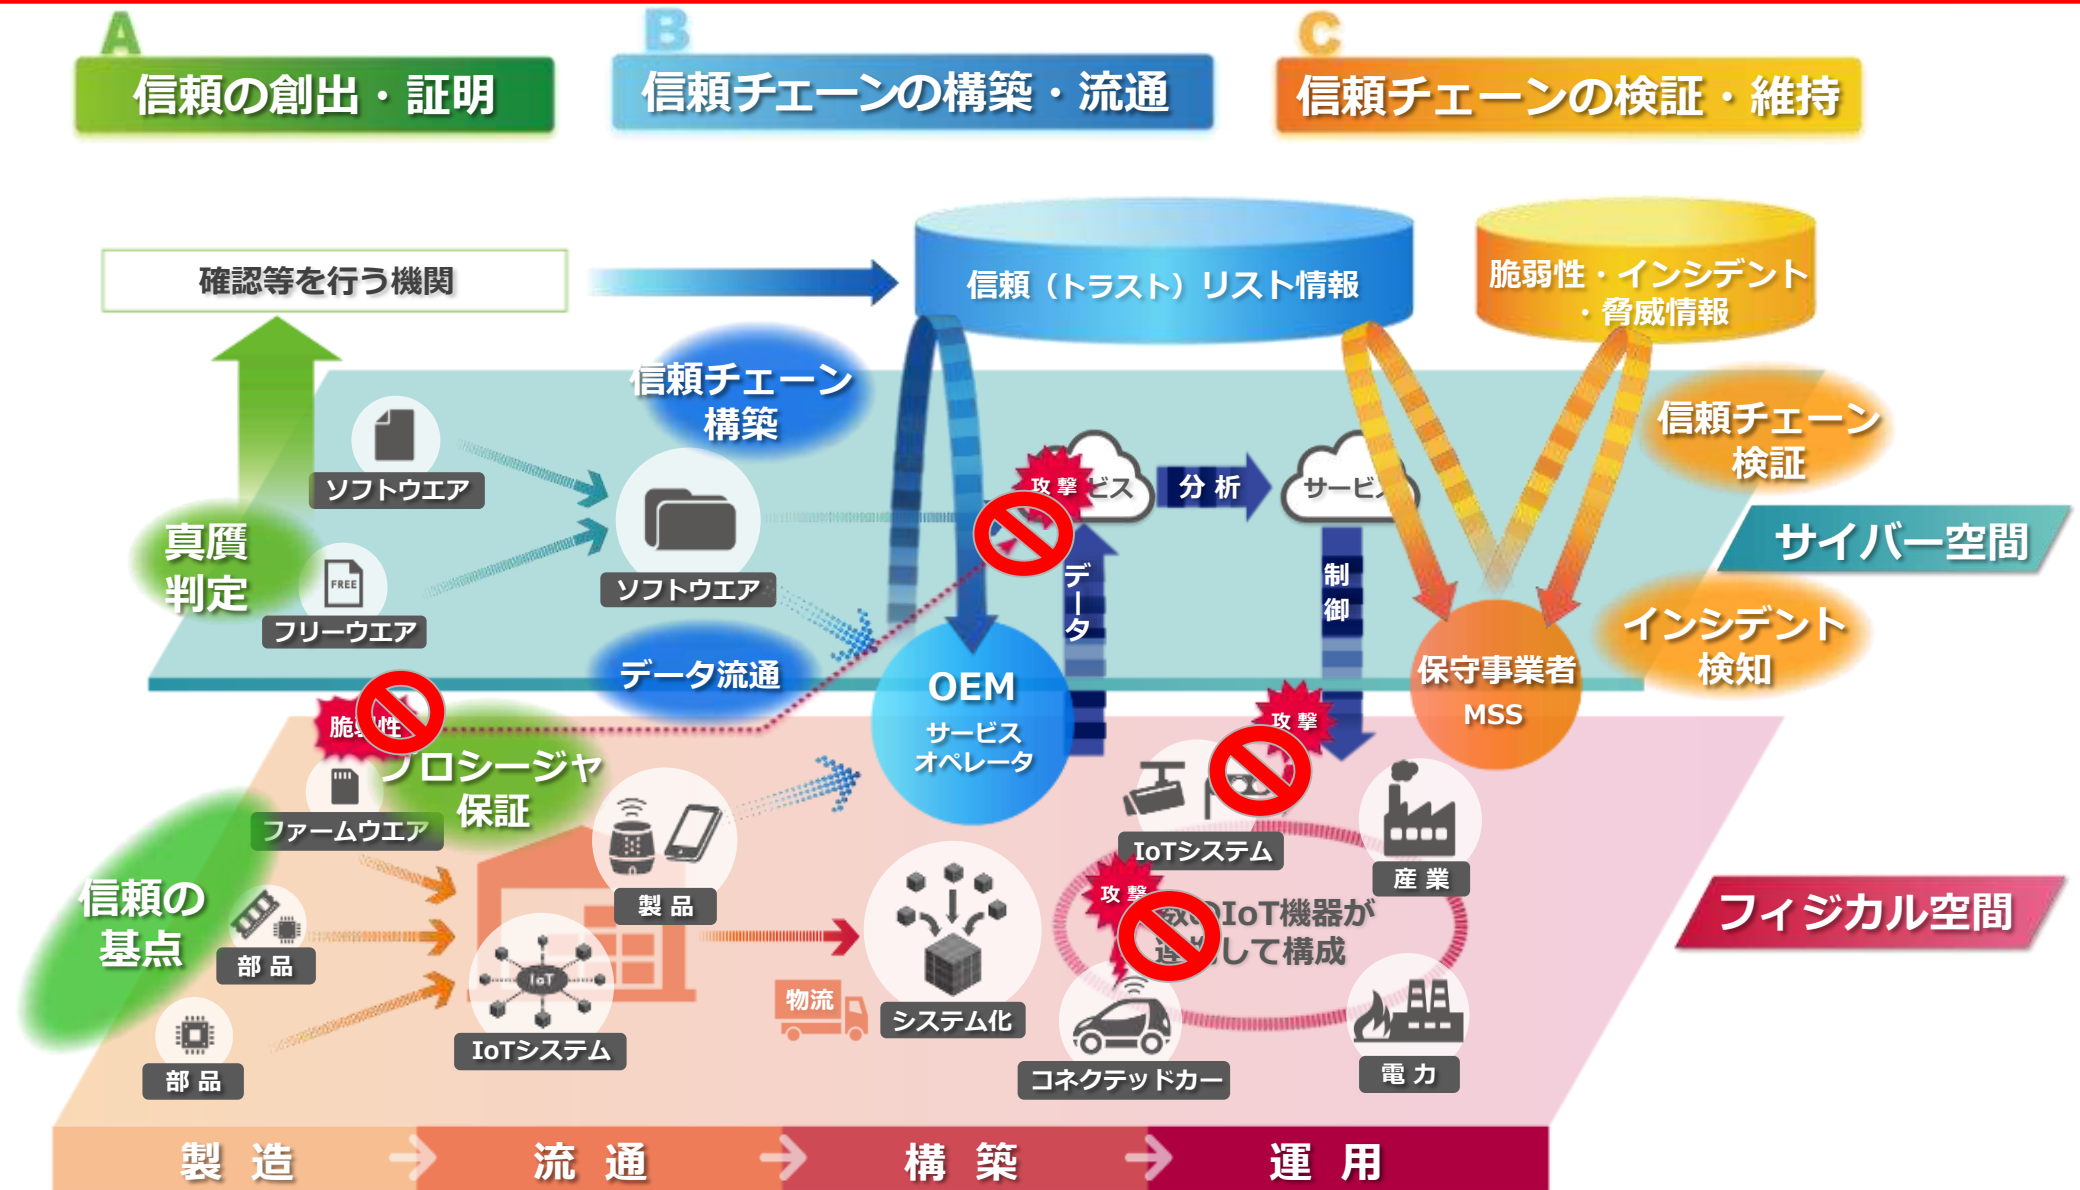 A
信頼の創出・証明
B
信頼チェーンの構築・流通
C
信頼チェーンの検証・維持
確認等を行う機関
信頼（トラスト）リスト情報
脆弱性・インシデント
・脅威情報
信頼チェーン
構築
信頼チェーン
検証
ソフトウエア
攻 撃
ビス
分 析
サービス
真贋
判定
FREE
フリーウエア
ソフトウエア
サイバー空間
データ
制御
インシデント
検知
データ流通
OEM
サービス
オペレータ
保守事業者
MSS
脆弱性
攻 撃
プロシージャ
保証
ファームウエア
IoTシステム
産 業
信頼の
基点
製 品
攻 撃
数のIoT機器が
して構成
フィジカル空間
部 品
IoT
物流
システム化
IoTシステム
部 品
コネクテッドカー
電 力
製 造
流 通
構 築
運 用